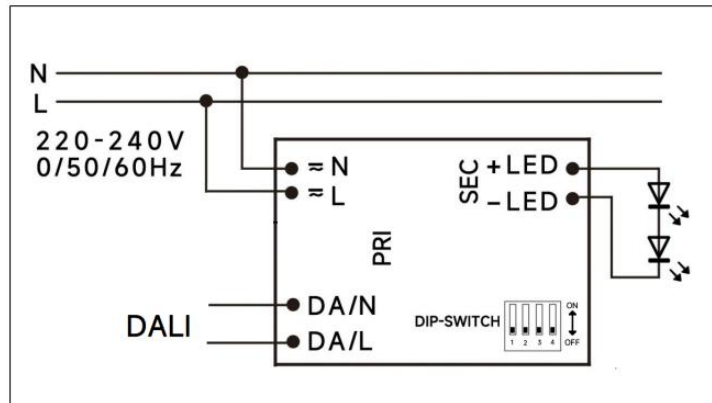 N
L
220-240V
0/50/60Hz
≂ N
≂ L
PRI
SEC
+LED
−LED
DALI
DA/N
DA/L
DIP-SWITCH
ON
OFF
1 2 3 4